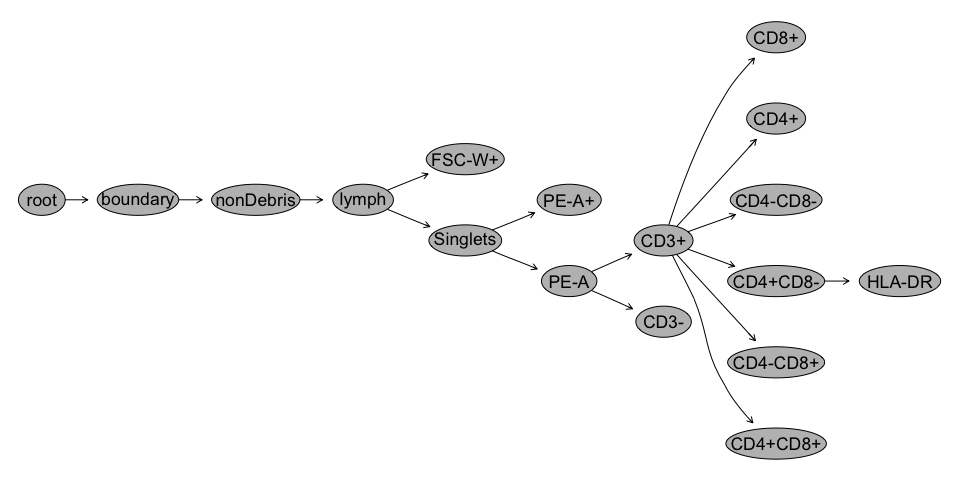 root
boundary
nonDebris
lymph
FSC-W+
Singlets
PE-A+
PE-A
CD3+
CD3-
CD8+
CD4+
CD4-CD8-
CD4+CD8-
HLA-DR
CD4-CD8+
CD4+CD8+